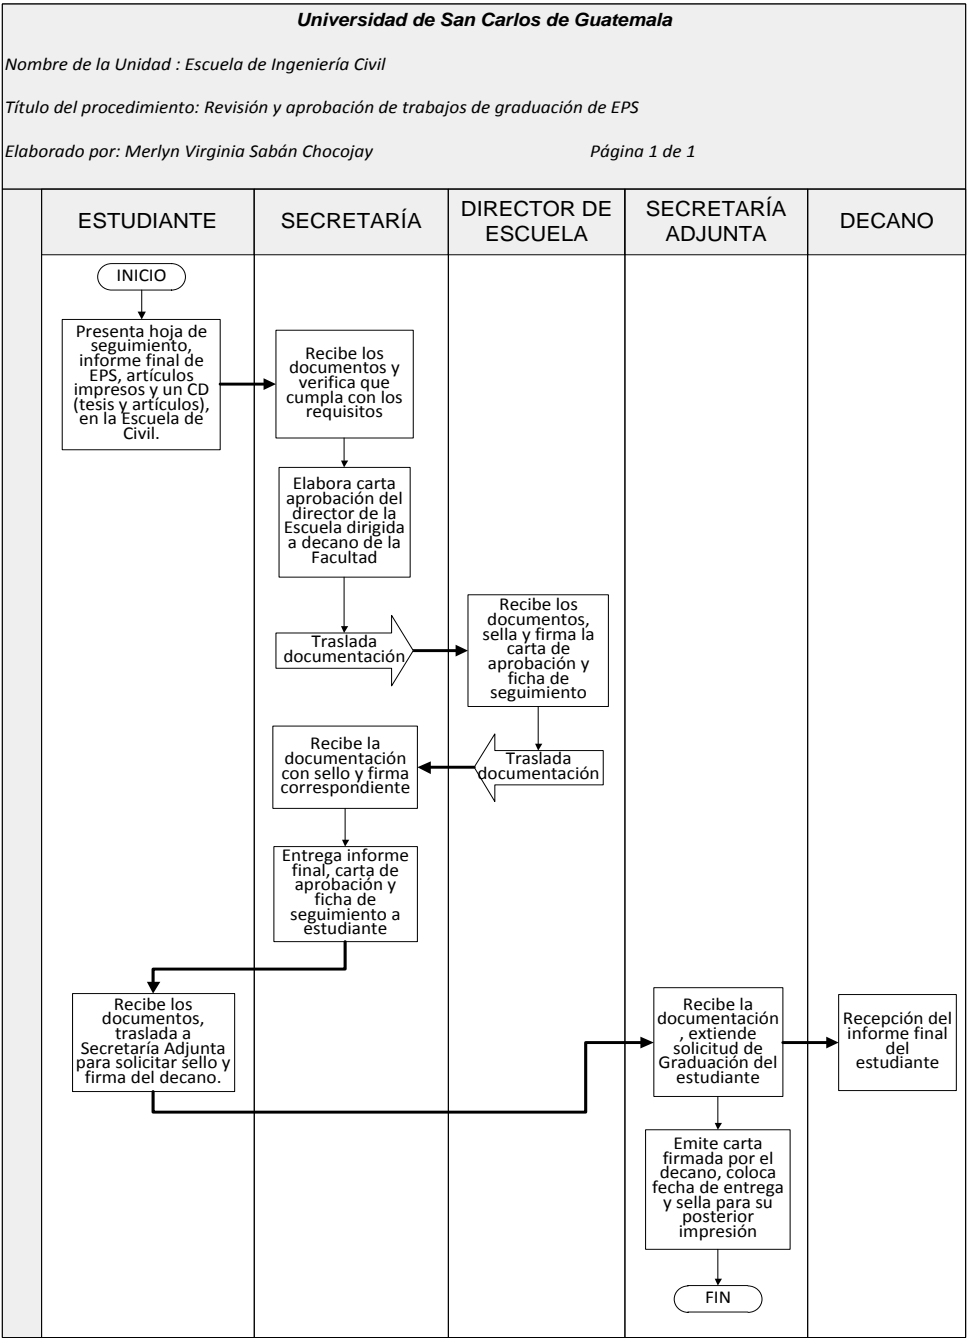 Universidad de San Carlos de Guatemala
Nombre de la Unidad : Escuela de Ingeniería Civil
Título del procedimiento: Revisión y aprobación de trabajos de graduación de EPS
Elaborado por: Merlyn Virginia Sabán Chocojay
Página 1 de 1
ESTUDIANTE
SECRETARÍA
DIRECTOR DE
ESCUELA
SECRETARÍA
ADJUNTA
DECANO
INICIO
Presenta hoja de
seguimiento,
informe final de
EPS, artículos
impresos y un CD
(tesis y artículos),
en la Escuela de
Civil.
Recibe los
documentos y
verifica que
cumpla con los
requisitos
Elabora carta
aprobación del
director de la
Escuela dirigida
a decano de la
Facultad
Traslada
documentación
Recibe los
documentos,
sella y firma la
carta de
aprobación y
ficha de
seguimiento
Traslada
documentación
Recibe la
documentación
con sello y firma
correspondiente
Entrega informe
final, carta de
aprobación y
ficha de
seguimiento a
estudiante
Recibe los
documentos,
traslada a
Secretaría Adjunta
para solicitar sello y
firma del decano.
Recibe la
documentación
, extiende
solicitud de
Graduación del
estudiante
Recepción del
informe final
del
estudiante
Emite carta
firmada por el
decano, coloca
fecha de entrega
y sella para su
posterior
impresión
FIN